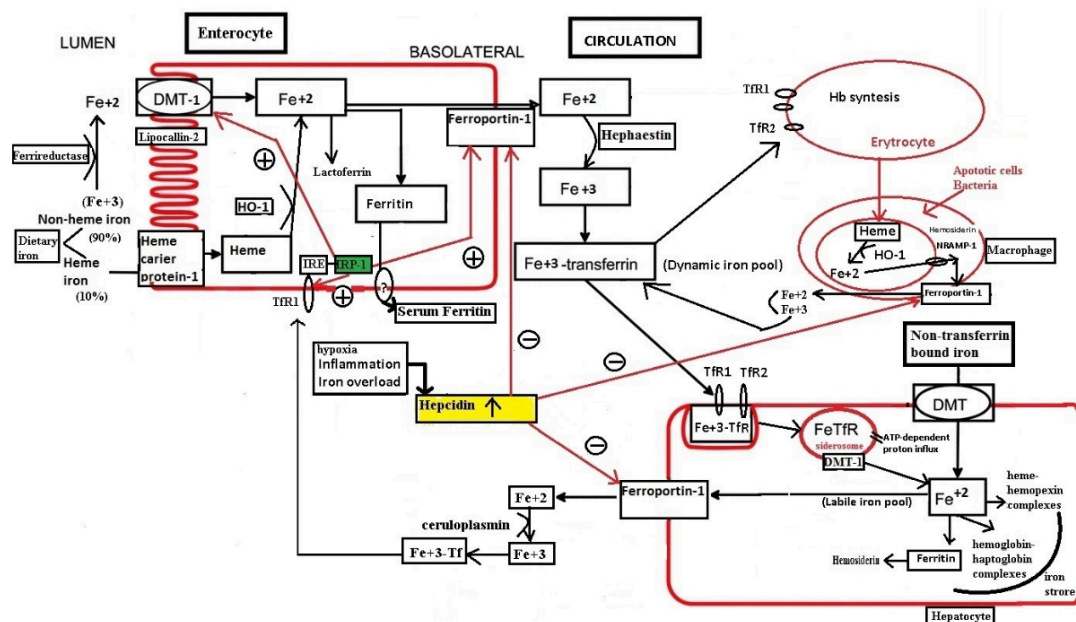 LUMEN
Enterocyte
BASOLATERAL
CIRCULATION
DMT-1
Fe+2
Fe+2
Fe+2
Ferroportin-1
Hephaestin
Lipocallin-2
Ferrireductase
Lactoferrin
(Fe+3)
Non-heme iron
(90%)
Dietary
iron
Heme
iron
(10%)
Heme
carier
protein-1
Heme
HO-1
Ferritin
IRE
IRP-1
TfR1
?
Serum Ferritin
+
+
+
Fe+3
Fe+3 -transferrin
(Dynamic iron pool)
TfR1
TfR2
Hb syntesis
Erytrocyte
Apototic cells
Bacteria
Heme
Hemosiderin
NRAMP-1
HO-1
Fe+2
Macrophage
Ferroportin-1
Fe+2
Fe+3
hypoxia
Inflammation
Iron overload
Hepcidin
−
−
−
Non-transferrin
bound iron
DMT
TfR1
TfR2
Fe+3-TfR
FeTfR
siderosome
DMT-1
ATP-dependent
proton influx
Fe+2
(Labile iron pool)
heme-
hemopexin
complexes
hemoglobin-
haptoglobin
complexes
iron
strore
Ferritin
Hemosiderin
Hepatocyte
Ferroportin-1
Fe+2
ceruloplasmin
Fe+3
Fe+3-Tf